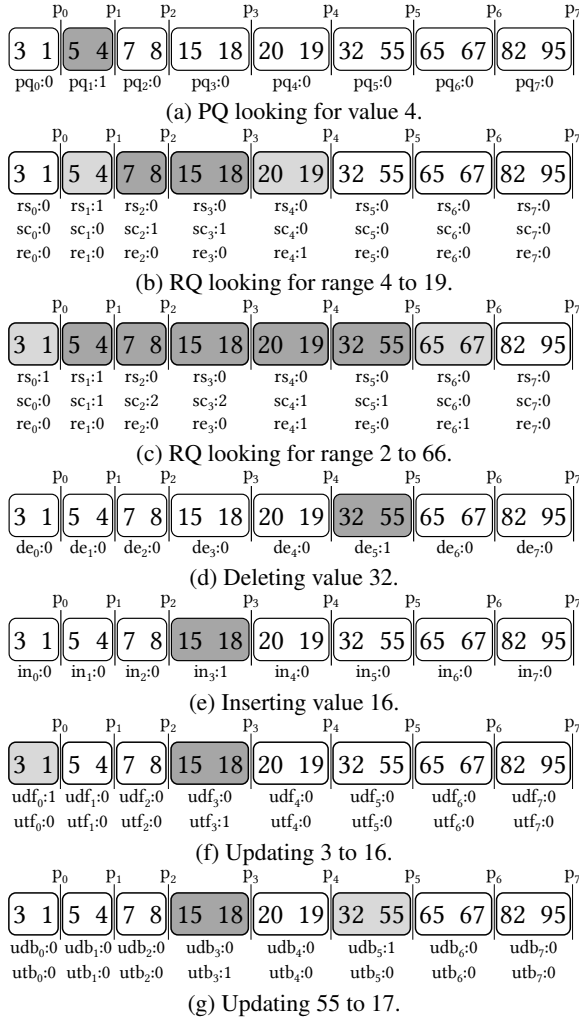 p₀ p₁ p₂ p₃ p₄ p₅ p₆ p₇
3 1 5 4 7 8 15 18 20 19 32 55 65 67 82 95
pq₀:0 pq₁:1 pq₂:0 pq₃:0 pq₄:0 pq₅:0 pq₆:0 pq₇:0
(a) PQ looking for value 4.
p₀ p₁ p₂ p₃ p₄ p₅ p₆ p₇
3 1 5 4 7 8 15 18 20 19 32 55 65 67 82 95
rs₀:0 rs₁:1 rs₂:0 rs₃:0 rs₄:0 rs₅:0 rs₆:0 rs₇:0
sc₀:0 sc₁:0 sc₂:1 sc₃:1 sc₄:0 sc₅:0 sc₆:0 sc₇:0
re₀:0 re₁:0 re₂:0 re₃:0 re₄:1 re₅:0 re₆:0 re₇:0
(b) RQ looking for range 4 to 19.
p₀ p₁ p₂ p₃ p₄ p₅ p₆ p₇
3 1 5 4 7 8 15 18 20 19 32 55 65 67 82 95
rs₀:1 rs₁:1 rs₂:0 rs₃:0 rs₄:0 rs₅:0 rs₆:0 rs₇:0
sc₀:0 sc₁:1 sc₂:2 sc₃:2 sc₄:1 sc₅:1 sc₆:0 sc₇:0
re₀:0 re₁:0 re₂:0 re₃:0 re₄:1 re₅:0 re₆:1 re₇:0
(c) RQ looking for range 2 to 66.
p₀ p₁ p₂ p₃ p₄ p₅ p₆ p₇
3 1 5 4 7 8 15 18 20 19 32 55 65 67 82 95
de₀:0 de₁:0 de₂:0 de₃:0 de₄:0 de₅:1 de₆:0 de₇:0
(d) Deleting value 32.
p₀ p₁ p₂ p₃ p₄ p₅ p₆ p₇
3 1 5 4 7 8 15 18 20 19 32 55 65 67 82 95
in₀:0 in₁:0 in₂:0 in₃:1 in₄:0 in₅:0 in₆:0 in₇:0
(e) Inserting value 16.
p₀ p₁ p₂ p₃ p₄ p₅ p₆ p₇
3 1 5 4 7 8 15 18 20 19 32 55 65 67 82 95
udf₀:1 udf₁:0 udf₂:0 udf₃:0 udf₄:0 udf₅:0 udf₆:0 udf₇:0
utf₀:0 utf₁:0 utf₂:0 utf₃:1 utf₄:0 utf₅:0 utf₆:0 utf₇:0
(f) Updating 3 to 16.
p₀ p₁ p₂ p₃ p₄ p₅ p₆ p₇
3 1 5 4 7 8 15 18 20 19 32 55 65 67 82 95
udb₀:0 udb₁:0 udb₂:0 udb₃:0 udb₄:0 udb₅:1 udb₆:0 udb₇:0
utb₀:0 utb₁:0 utb₂:0 utb₃:1 utb₄:0 utb₅:0 utb₆:0 utb₇:0
(g) Updating 55 to 17.